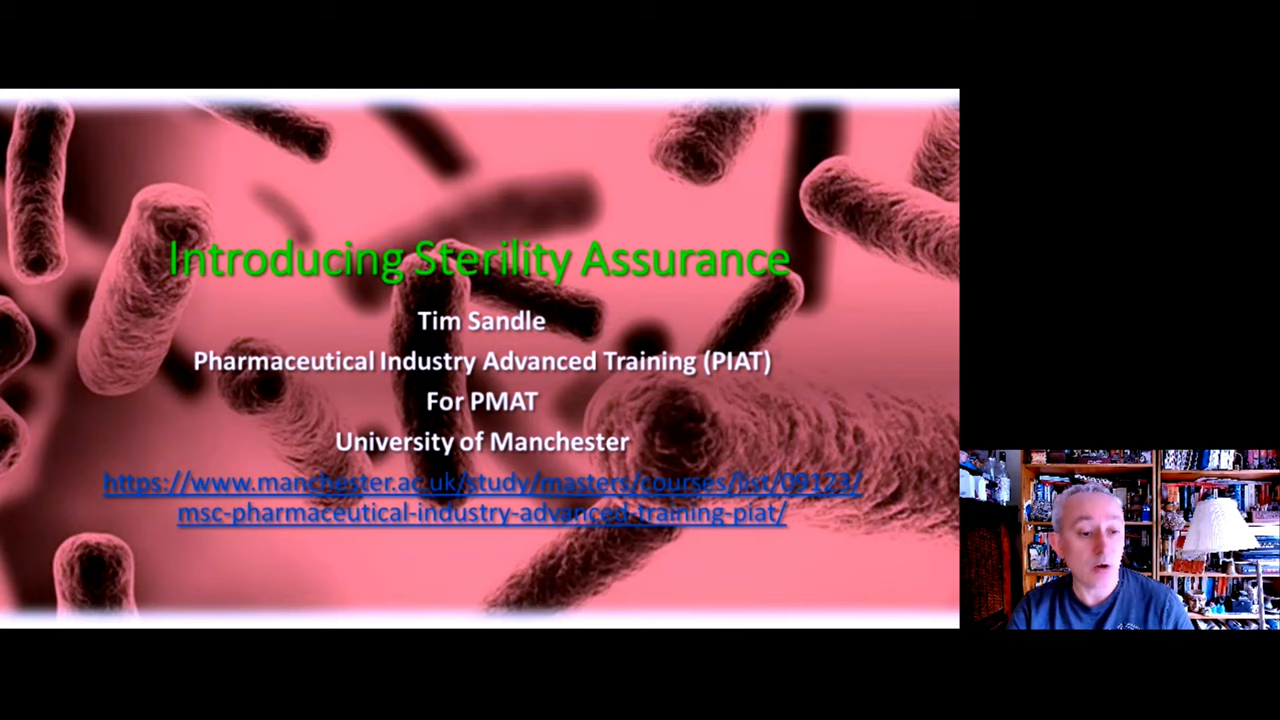 Introducing Sterility Assurance
Tim Sandle
Pharmaceutical Industry Advanced Training (PIAT)
For PMAT
University of Manchester
https://www.manchester.ac.uk/study/masters/courses/list/09123/
msc-pharmaceutical-industry-advanced-training-piat/